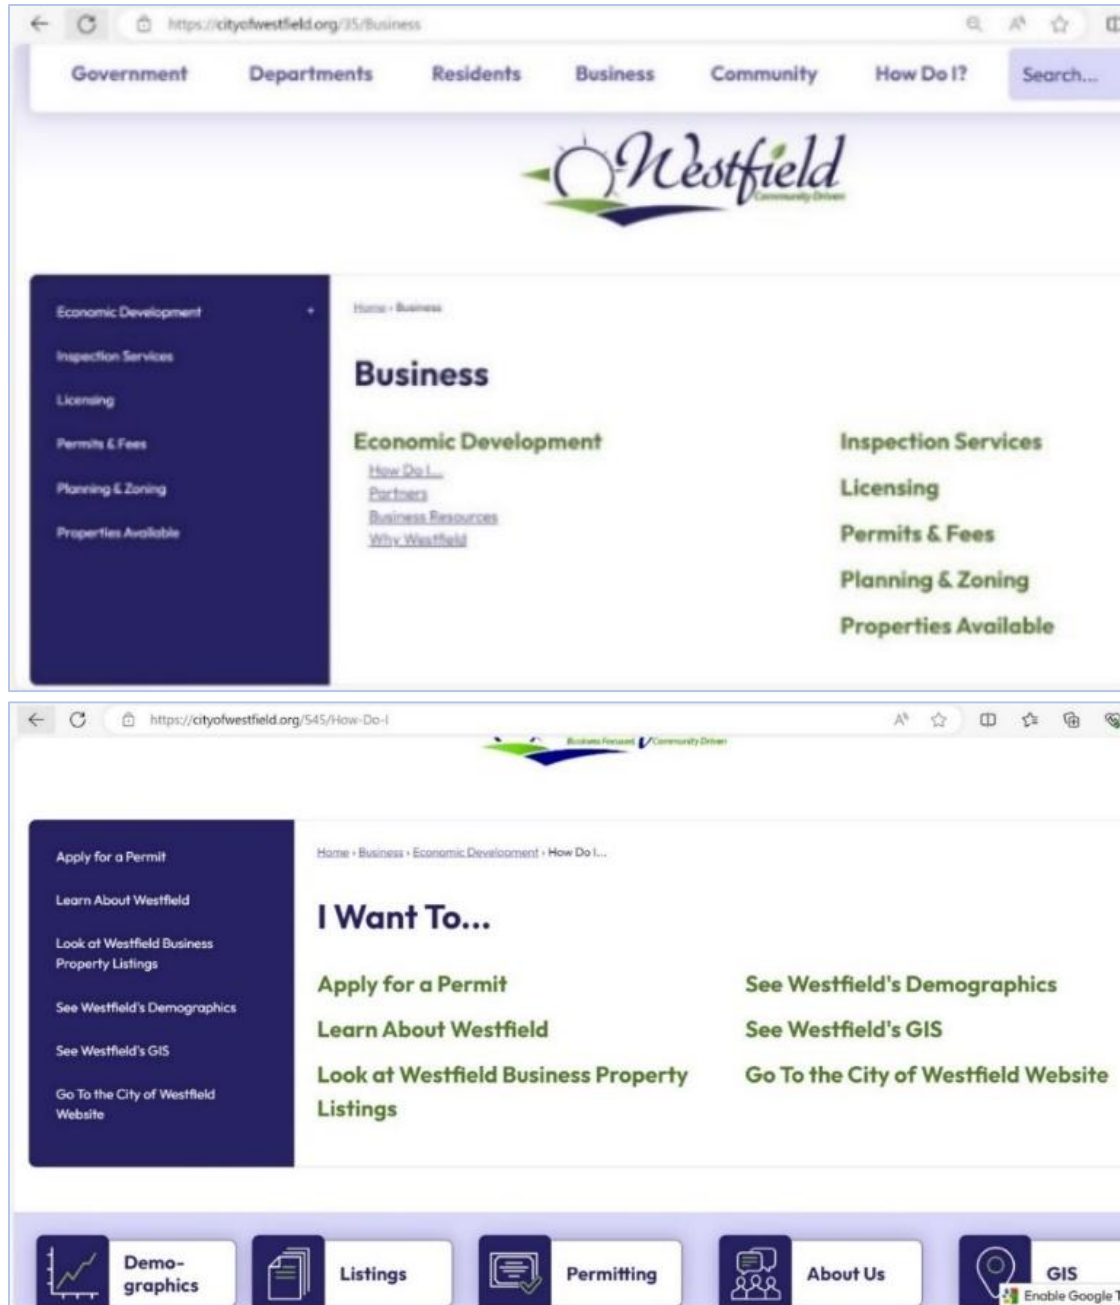 https://cityofwestfield.org/35/Business
Government Departments Residents Business Community How Do I? Search...
Westfield
Community Driven
Economic Development +
Inspection Services
Licensing
Permits & Fees
Planning & Zoning
Properties Available
Home › Business
Business
Economic Development
How Do I...
Partners
Business Resources
Why Westfield
Inspection Services
Licensing
Permits & Fees
Planning & Zoning
Properties Available
https://cityofwestfield.org/545/How-Do-I
Business Focused Community Driven
Apply for a Permit
Learn About Westfield
Look at Westfield Business
Property Listings
See Westfield's Demographics
See Westfield's GIS
Go To the City of Westfield
Website
Home › Business › Economic Development › How Do I...
I Want To...
Apply for a Permit
Learn About Westfield
Look at Westfield Business Property
Listings
See Westfield's Demographics
See Westfield's GIS
Go To the City of Westfield Website
Demo-
graphics
Listings
Permitting
About Us
GIS
Enable Google